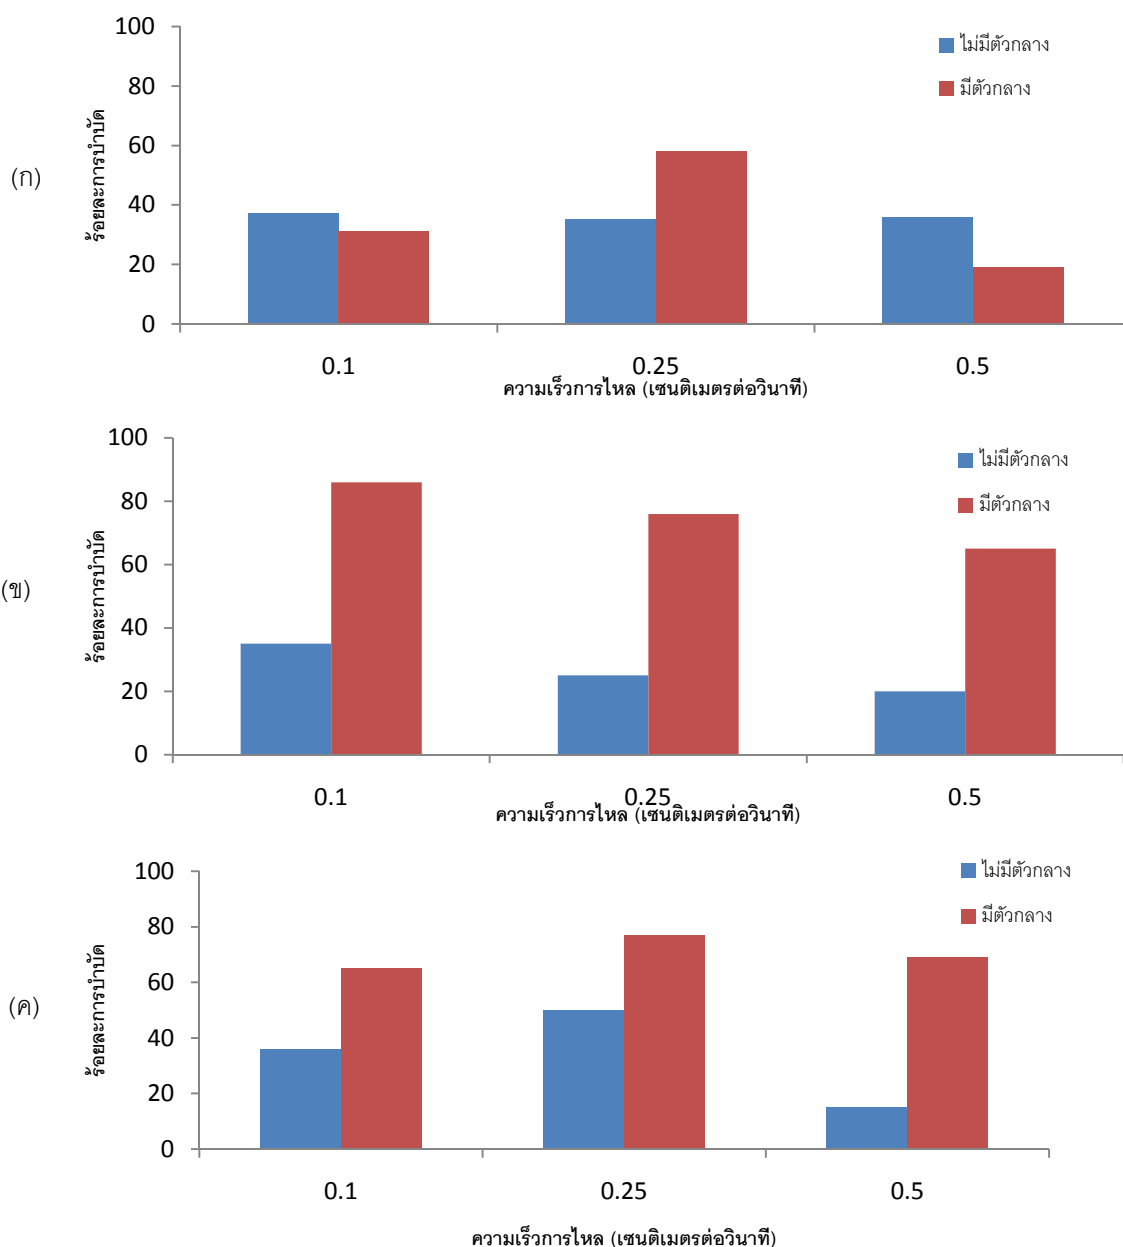 100
80
60
40
20
0
ร้อยละการบำบัด
(ก)
ไม่มีตัวกลาง
มีตัวกลาง
0.1 0.25 0.5
ความเร็วการไหล (เซนติเมตรต่อวินาที)
100
80
60
40
20
0
ร้อยละการบำบัด
(ข)
ไม่มีตัวกลาง
มีตัวกลาง
0.1 0.25 0.5
ความเร็วการไหล (เซนติเมตรต่อวินาที)
100
80
60
40
20
0
ร้อยละการบำบัด
(ค)
ไม่มีตัวกลาง
มีตัวกลาง
0.1 0.25 0.5
ความเร็วการไหล (เซนติเมตรต่อวินาที)